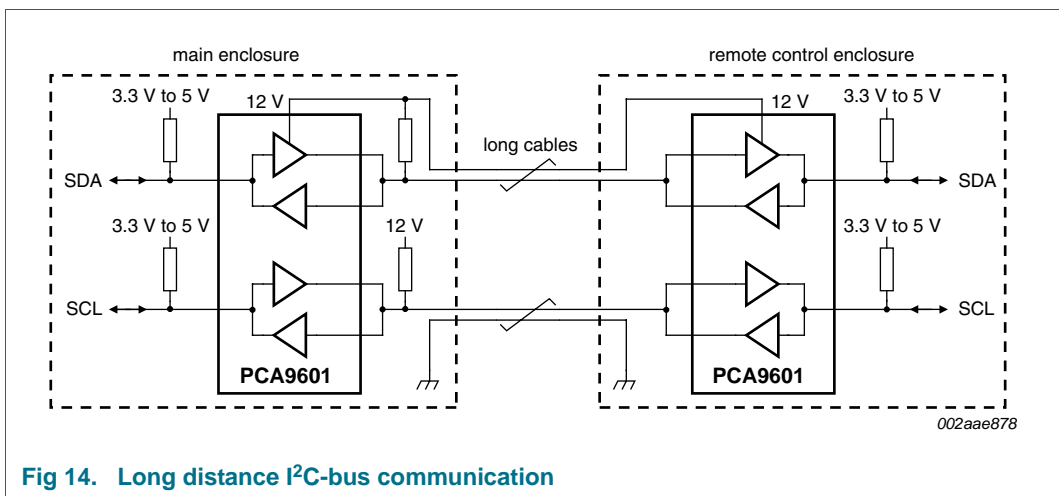 main enclosure
remote control enclosure
3.3 V to 5 V
12 V
12 V
3.3 V to 5 V
long cables
SDA
SDA
3.3 V to 5 V
12 V
3.3 V to 5 V
SCL
SCL
PCA9601
PCA9601
002aae878
Fig 14. Long distance I²C-bus communication